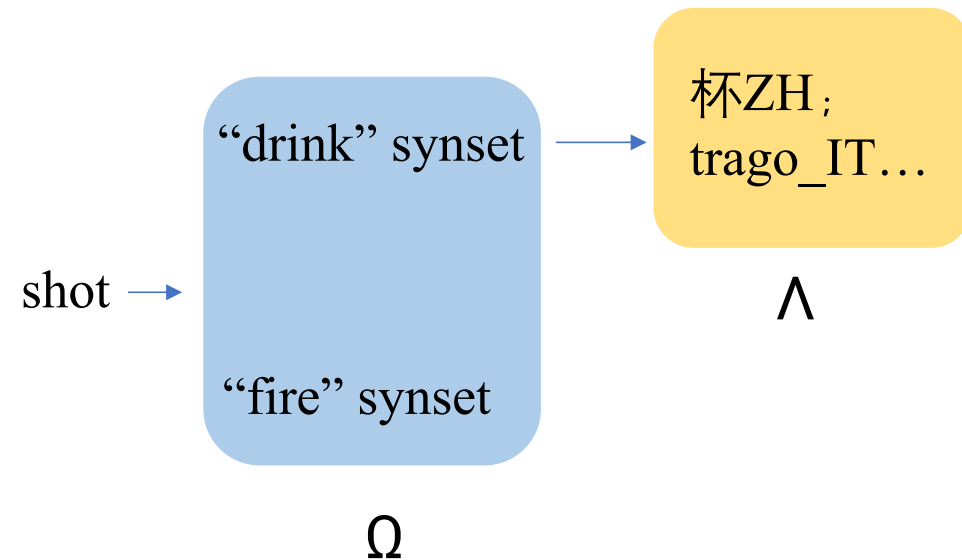 shot
“drink” synset
“fire” synset
Ω
杯ZH;
trago_IT…
Λ